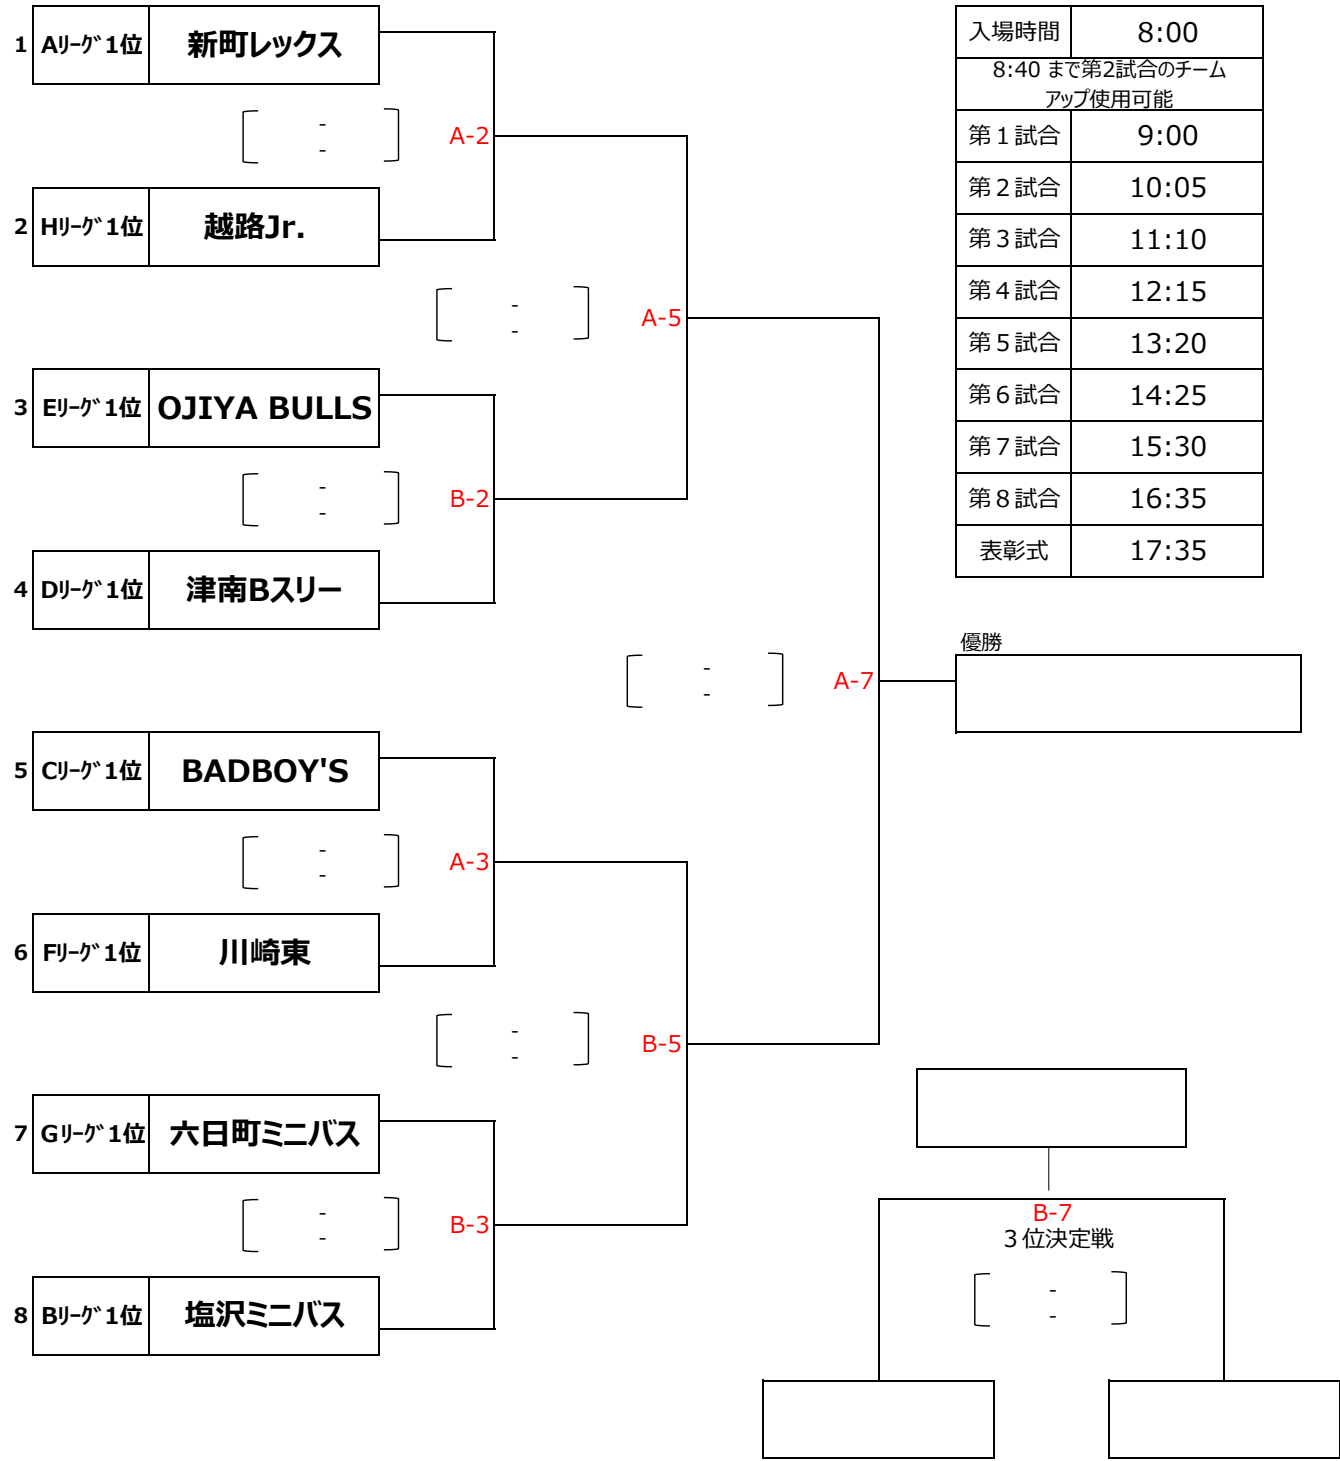 1 Aﾘｰｸﾞ1位 新町レックス
- 
- 
A-2
2 Hﾘｰｸﾞ1位 越路Jr.
- 
- 
A-5
3 Eﾘｰｸﾞ1位 OJIYA BULLS
- 
- 
B-2
4 Dﾘｰｸﾞ1位 津南Bスリー
- 
- 
A-7
5 Cﾘｰｸﾞ1位 BADBOY'S
- 
- 
A-3
6 Fﾘｰｸﾞ1位 川崎東
- 
- 
B-5
7 Gﾘｰｸﾞ1位 六日町ミニバス
- 
- 
B-3
8 Bﾘｰｸﾞ1位 塩沢ミニバス
入場時間 8:00
8:40 まで第2試合のチーム
アップ使用可能
第１試合 9:00
第２試合 10:05
第３試合 11:10
第４試合 12:15
第５試合 13:20
第６試合 14:25
第７試合 15:30
第８試合 16:35
表彰式 17:35
優勝
B-7
３位決定戦
- 
-